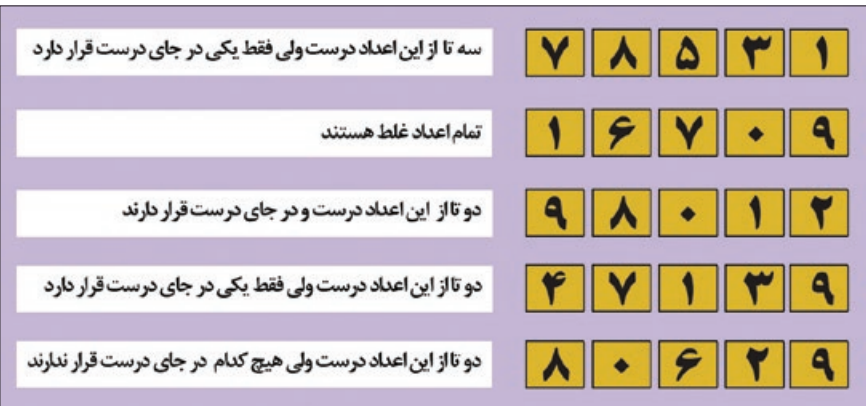 سه تا از این اعداد درست ولی فقط یکی در جای درست قرار دارد
۷ ۸ ۵ ۳ ۱
تمام اعداد غلط هستند
۱ ۶ ۷ ۰ ۹
دو تا از این اعداد درست و در جای درست قرار دارند
۹ ۸ ۰ ۱ ۲
دو تا از این اعداد درست ولی فقط یکی در جای درست قرار دارد
۴ ۷ ۱ ۳ ۹
دو تا از این اعداد درست ولی هیچ کدام در جای درست قرار ندارند
۸ ۰ ۶ ۲ ۹